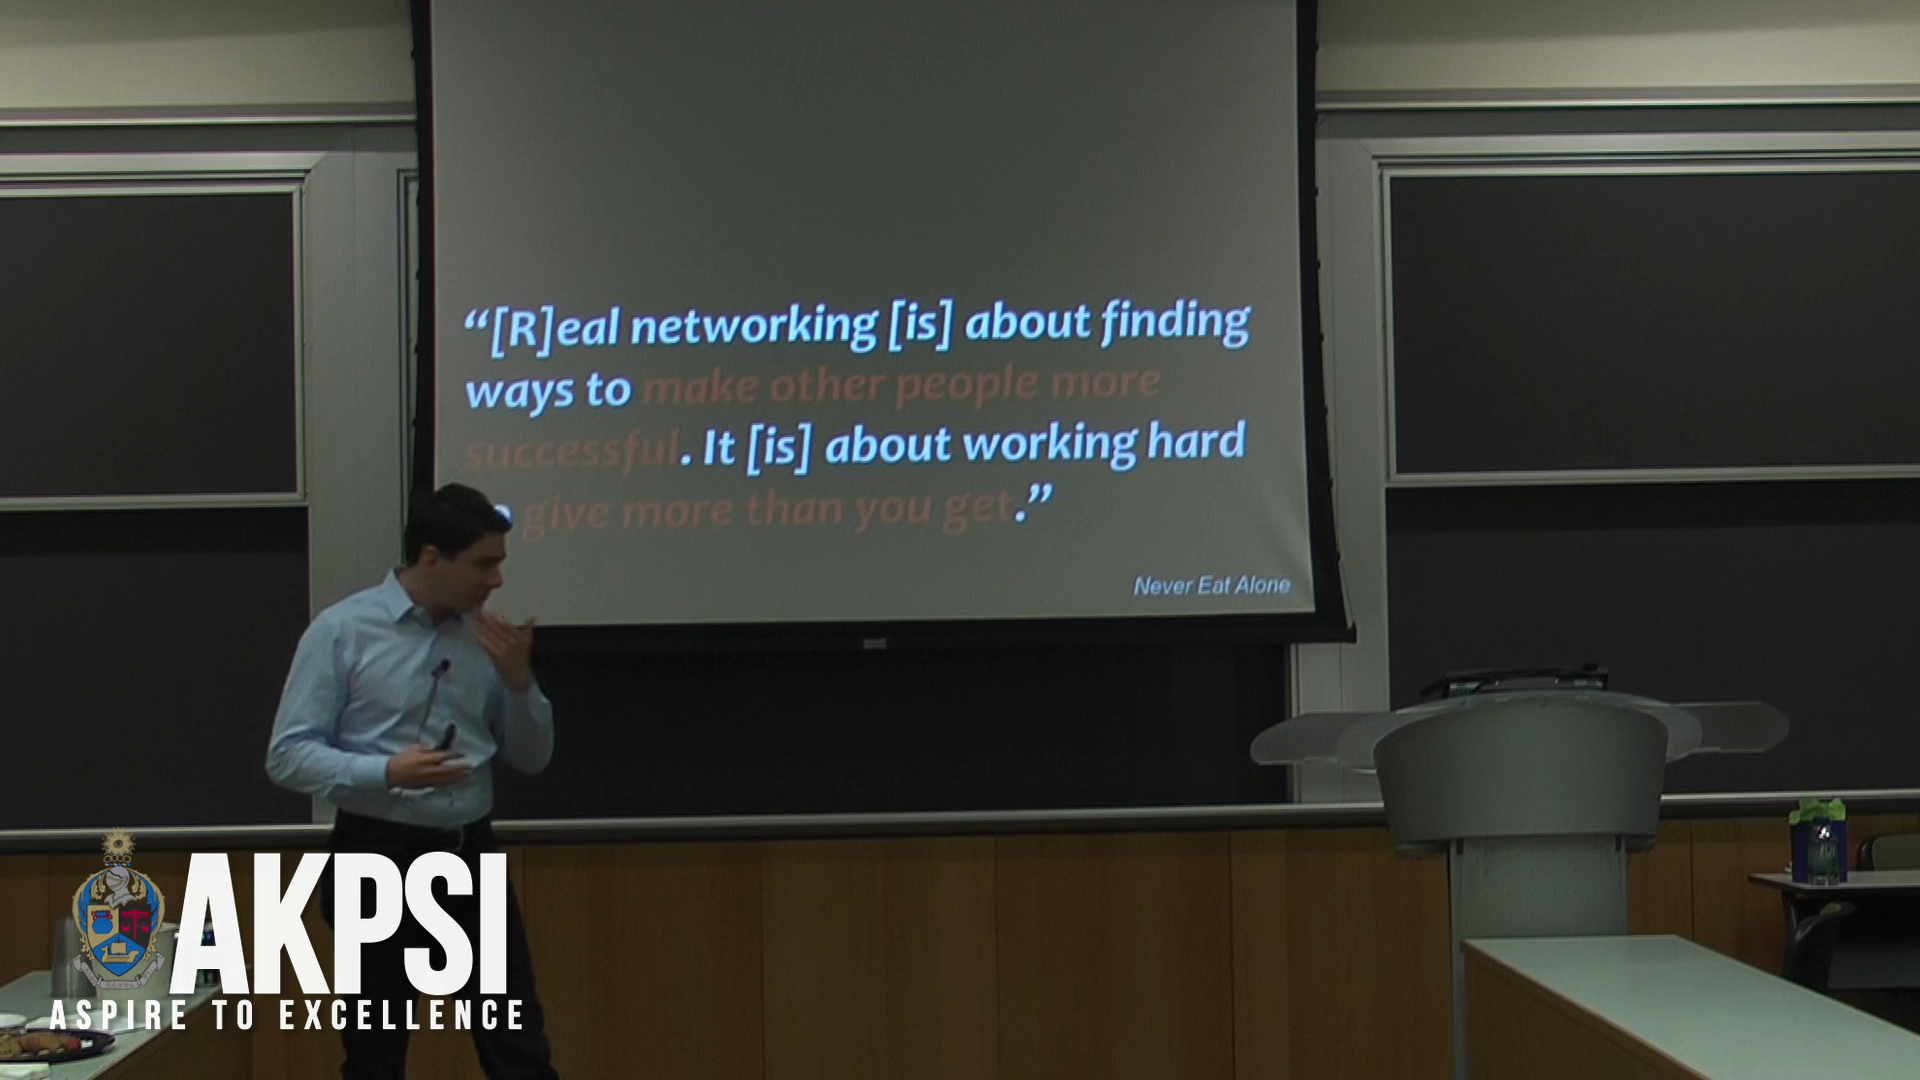 “[R]eal networking [is] about finding
ways to make other people more
successful. It [is] about working hard
give more than you get.”
Never Eat Alone
AKPSI
ASPIRE TO EXCELLENCE